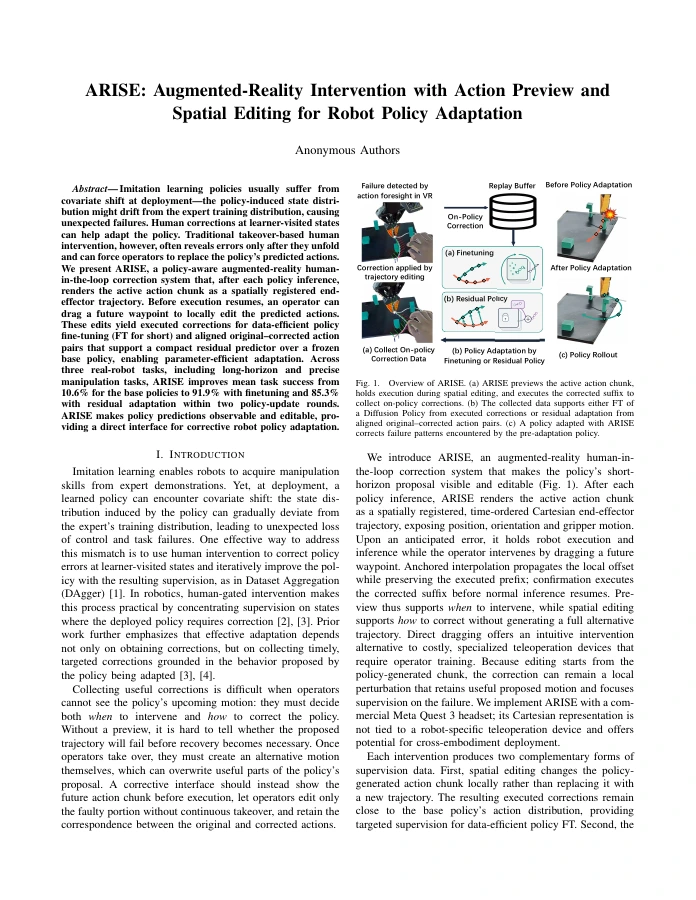 ARISE: Augmented-Reality Intervention with Action Preview and
Spatial Editing for Robot Policy Adaptation
Anonymous Authors
Abstract—Imitation learning policies usually suffer from
covariate shift at deployment—the policy-induced state distri-
bution might drift from the expert training distribution, causing
unexpected failures. Human corrections at learner-visited states
can help adapt the policy. Traditional takeover-based human
intervention, however, often reveals errors only after they unfold
and can force operators to replace the policy's predicted actions.
We present ARISE, a policy-aware augmented-reality human-
in-the-loop correction system that, after each policy inference,
renders the active action chunk as a spatially registered end-
effector trajectory. Before execution resumes, an operator can
drag a future waypoint to locally edit the predicted actions.
These edits yield executed corrections for data-efficient policy
fine-tuning (FT for short) and aligned original–corrected action
pairs that support a compact residual predictor over a frozen
base policy, enabling parameter-efficient adaptation. Across
three real-robot tasks, including long-horizon and precise
manipulation tasks, ARISE improves mean task success from
10.6% for the base policies to 91.9% with finetuning and 85.3%
with residual adaptation within two policy-update rounds.
ARISE makes policy predictions observable and editable, pro-
viding a direct interface for corrective robot policy adaptation.
I. INTRODUCTION
Imitation learning enables robots to acquire manipulation
skills from expert demonstrations. Yet, at deployment, a
learned policy can encounter covariate shift: the state dis-
tribution induced by the policy can gradually deviate from
the expert's training distribution, leading to unexpected loss
of control and task failures. One effective way to address
this mismatch is to use human intervention to correct policy
errors at learner-visited states and iteratively improve the pol-
icy with the resulting supervision, as in Dataset Aggregation
(DAgger) [1]. In robotics, human-gated intervention makes
this process practical by concentrating supervision on states
where the deployed policy requires correction [2], [3]. Prior
work further emphasizes that effective adaptation depends
not only on obtaining corrections, but on collecting timely,
targeted corrections grounded in the behavior proposed by
the policy being adapted [3], [4].
Collecting useful corrections is difficult when operators
cannot see the policy's upcoming motion: they must decide
both when to intervene and how to correct the policy.
Without a preview, it is hard to tell whether the proposed
trajectory will fail before recovery becomes necessary. Once
operators take over, they must create an alternative motion
themselves, which can overwrite useful parts of the policy's
proposal. A corrective interface should instead show the
future action chunk before execution, let operators edit only
the faulty portion without continuous takeover, and retain the
correspondence between the original and corrected actions.
Failure detected by
action foresight in VR
Replay Buffer
Before Policy Adaptation
On-Policy
Correction
(a) Finetuning
Correction applied by
trajectory editing
After Policy Adaptation
(b) Residual Policy
(a) Collect On-policy
Correction Data
(b) Policy Adaptation by
Finetuning or Residual Policy
(c) Policy Rollout
Fig. 1. Overview of ARISE. (a) ARISE previews the active action chunk,
holds execution during spatial editing, and executes the corrected suffix to
collect on-policy corrections. (b) The collected data supports either FT of
a Diffusion Policy from executed corrections or residual adaptation from
aligned original–corrected action pairs. (c) A policy adapted with ARISE
corrects failure patterns encountered by the pre-adaptation policy.
We introduce ARISE, an augmented-reality human-in-
the-loop correction system that makes the policy's short-
horizon proposal visible and editable (Fig. 1). After each
policy inference, ARISE renders the active action chunk
as a spatially registered, time-ordered Cartesian end-effector
trajectory, exposing position, orientation and gripper motion.
Upon an anticipated error, it holds robot execution and
inference while the operator intervenes by dragging a future
waypoint. Anchored interpolation propagates the local offset
while preserving the executed prefix; confirmation executes
the corrected suffix before normal inference resumes. Pre-
view thus supports when to intervene, while spatial editing
supports how to correct without generating a full alternative
trajectory. Direct dragging offers an intuitive intervention
alternative to costly, specialized teleoperation devices that
require operator training. Because editing starts from the
policy-generated chunk, the correction can remain a local
perturbation that retains useful proposed motion and focuses
supervision on the failure. We implement ARISE with a com-
mercial Meta Quest 3 headset; its Cartesian representation is
not tied to a robot-specific teleoperation device and offers
potential for cross-embodiment deployment.
Each intervention produces two complementary forms of
supervision data. First, spatial editing changes the policy-
generated action chunk locally rather than replacing it with
a new trajectory. The resulting executed corrections remain
close to the base policy's action distribution, providing
targeted supervision for data-efficient policy FT. Second, the